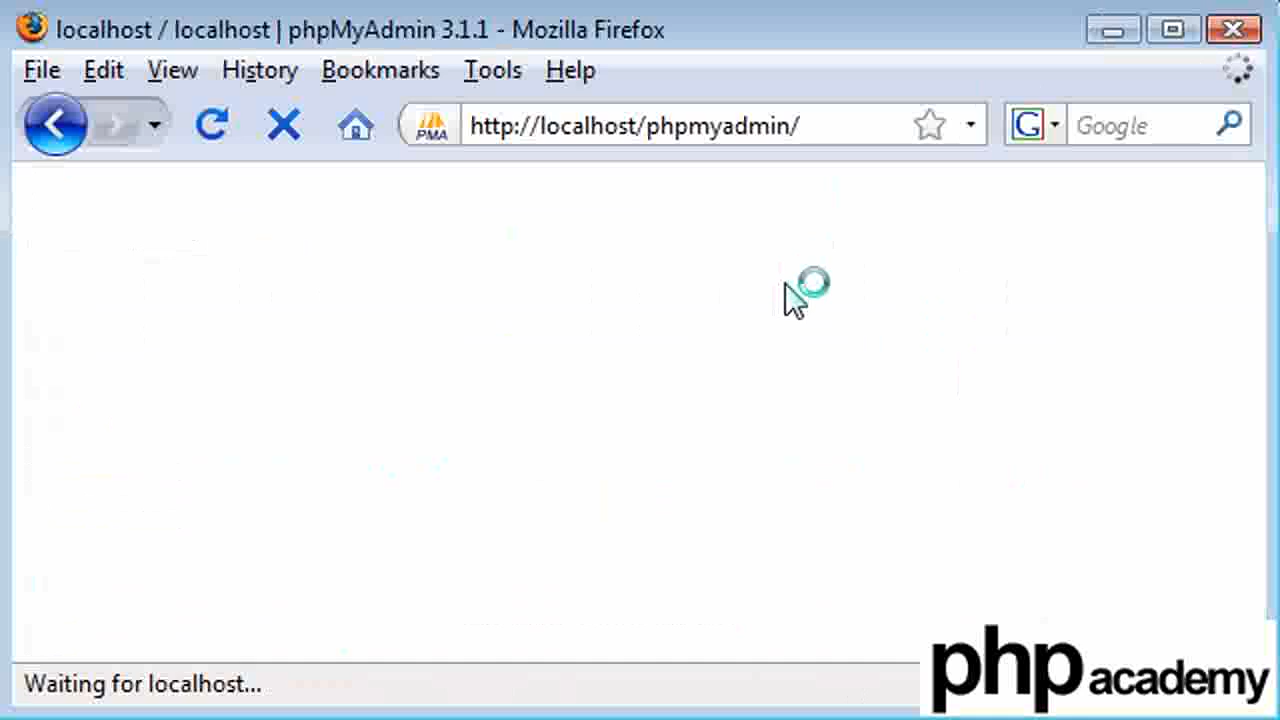 localhost / localhost | phpMyAdmin 3.1.1 - Mozilla Firefox
File Edit View History Bookmarks Tools Help
PMA http://localhost/phpmyadmin/ G Google
Waiting for localhost...
php academy